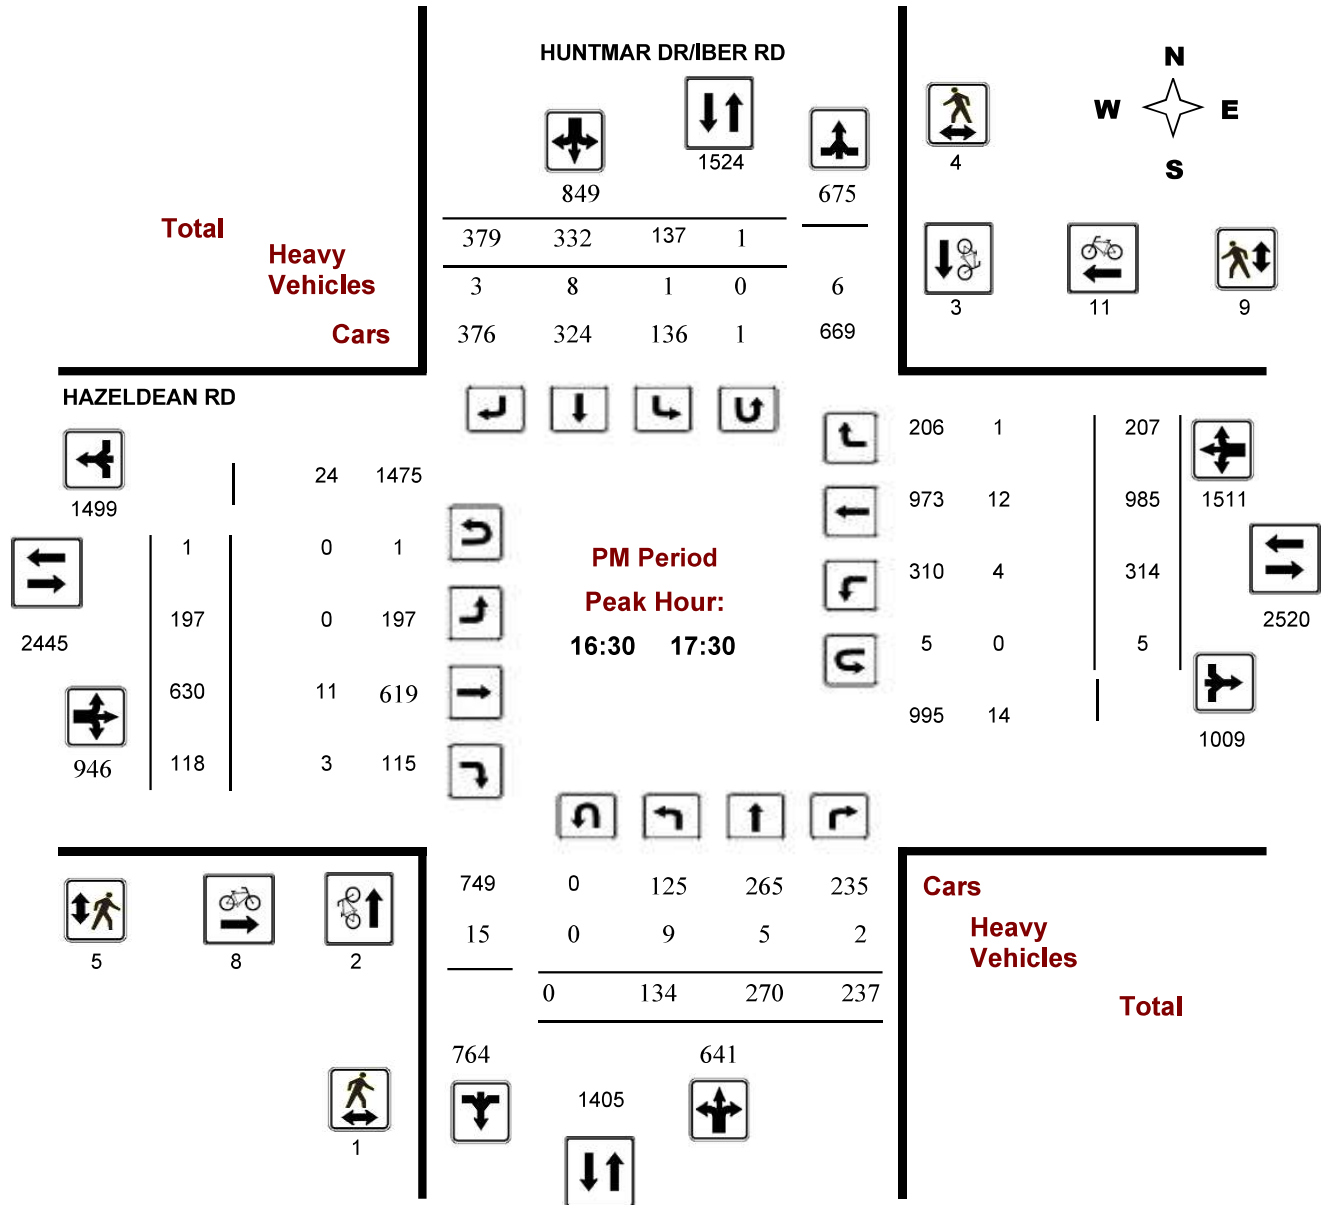 HUNTMAR DR/IBER RD
N
W E
S
1524
4
849
675
Total
379 332 137 1
Heavy
Vehicles
3 8 1 0 6
3 11 9
Cars
376 324 136 1 669
HAZELDEAN RD
206 1 207
24 1475
1499
973 12 985
1511
1 0 1
PM Period
310 4 314
Peak Hour:
197 0 197
2445
16:30 17:30
5 0 5
2520
630 11 619
995 14
1009
946
118 3 115
749 0 125 265 235
Cars
15 0 9 5 2
Heavy
Vehicles
5 8 2
0 134 270 237
Total
764 641
1405
1